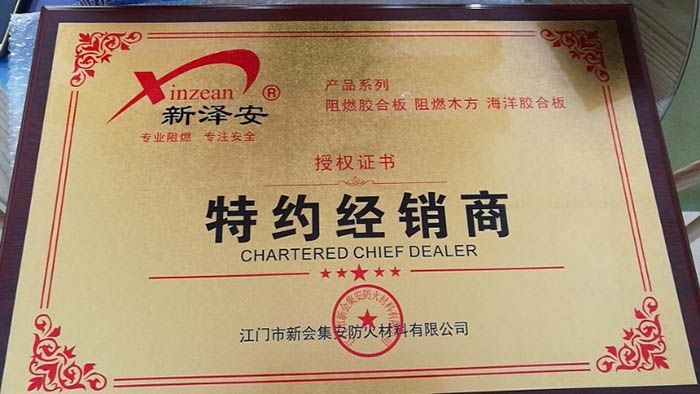 Xinzean®
新泽安
专业阻燃 专注安全
产品系列
阻燃胶合板 阻燃木方 海洋胶合板
授权证书
特约经销商
CHARTERED CHIEF DEALER
江门市新会集安防火材料有限公司